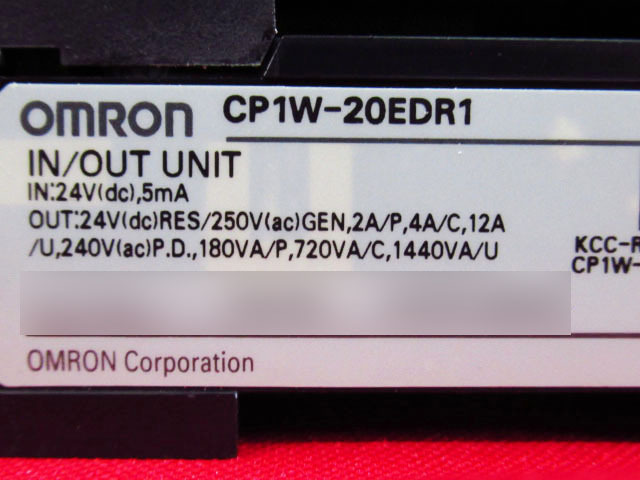 OMRON CP1W-20EDR1
IN/OUT UNIT
IN:24V(dc),5mA
OUT:24V(dc)RES/250V(ac)GEN,2A/P,4A/C,12A
/U,240V(ac)P.D.,180VA/P,720VA/C,1440VA/U
KCC-R
CP1W-
OMRON Corporation